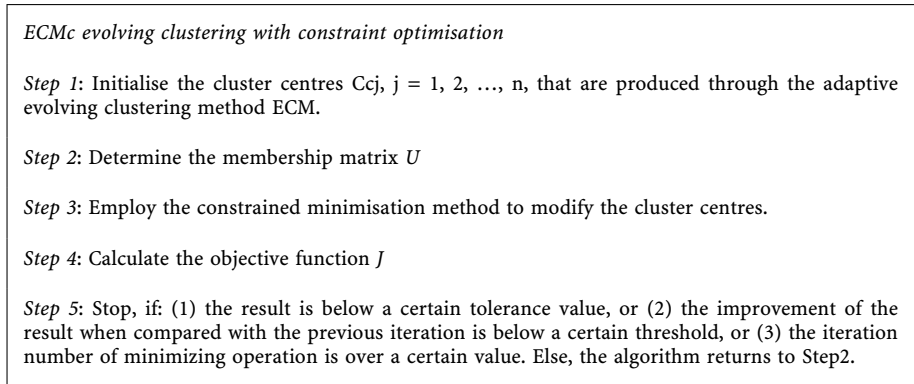 ECMc evolving clustering with constraint optimisation
Step 1: Initialise the cluster centres Ccj, j = 1, 2, …, n, that are produced through the adaptive
evolving clustering method ECM.
Step 2: Determine the membership matrix U
Step 3: Employ the constrained minimisation method to modify the cluster centres.
Step 4: Calculate the objective function J
Step 5: Stop, if: (1) the result is below a certain tolerance value, or (2) the improvement of the
result when compared with the previous iteration is below a certain threshold, or (3) the iteration
number of minimizing operation is over a certain value. Else, the algorithm returns to Step2.